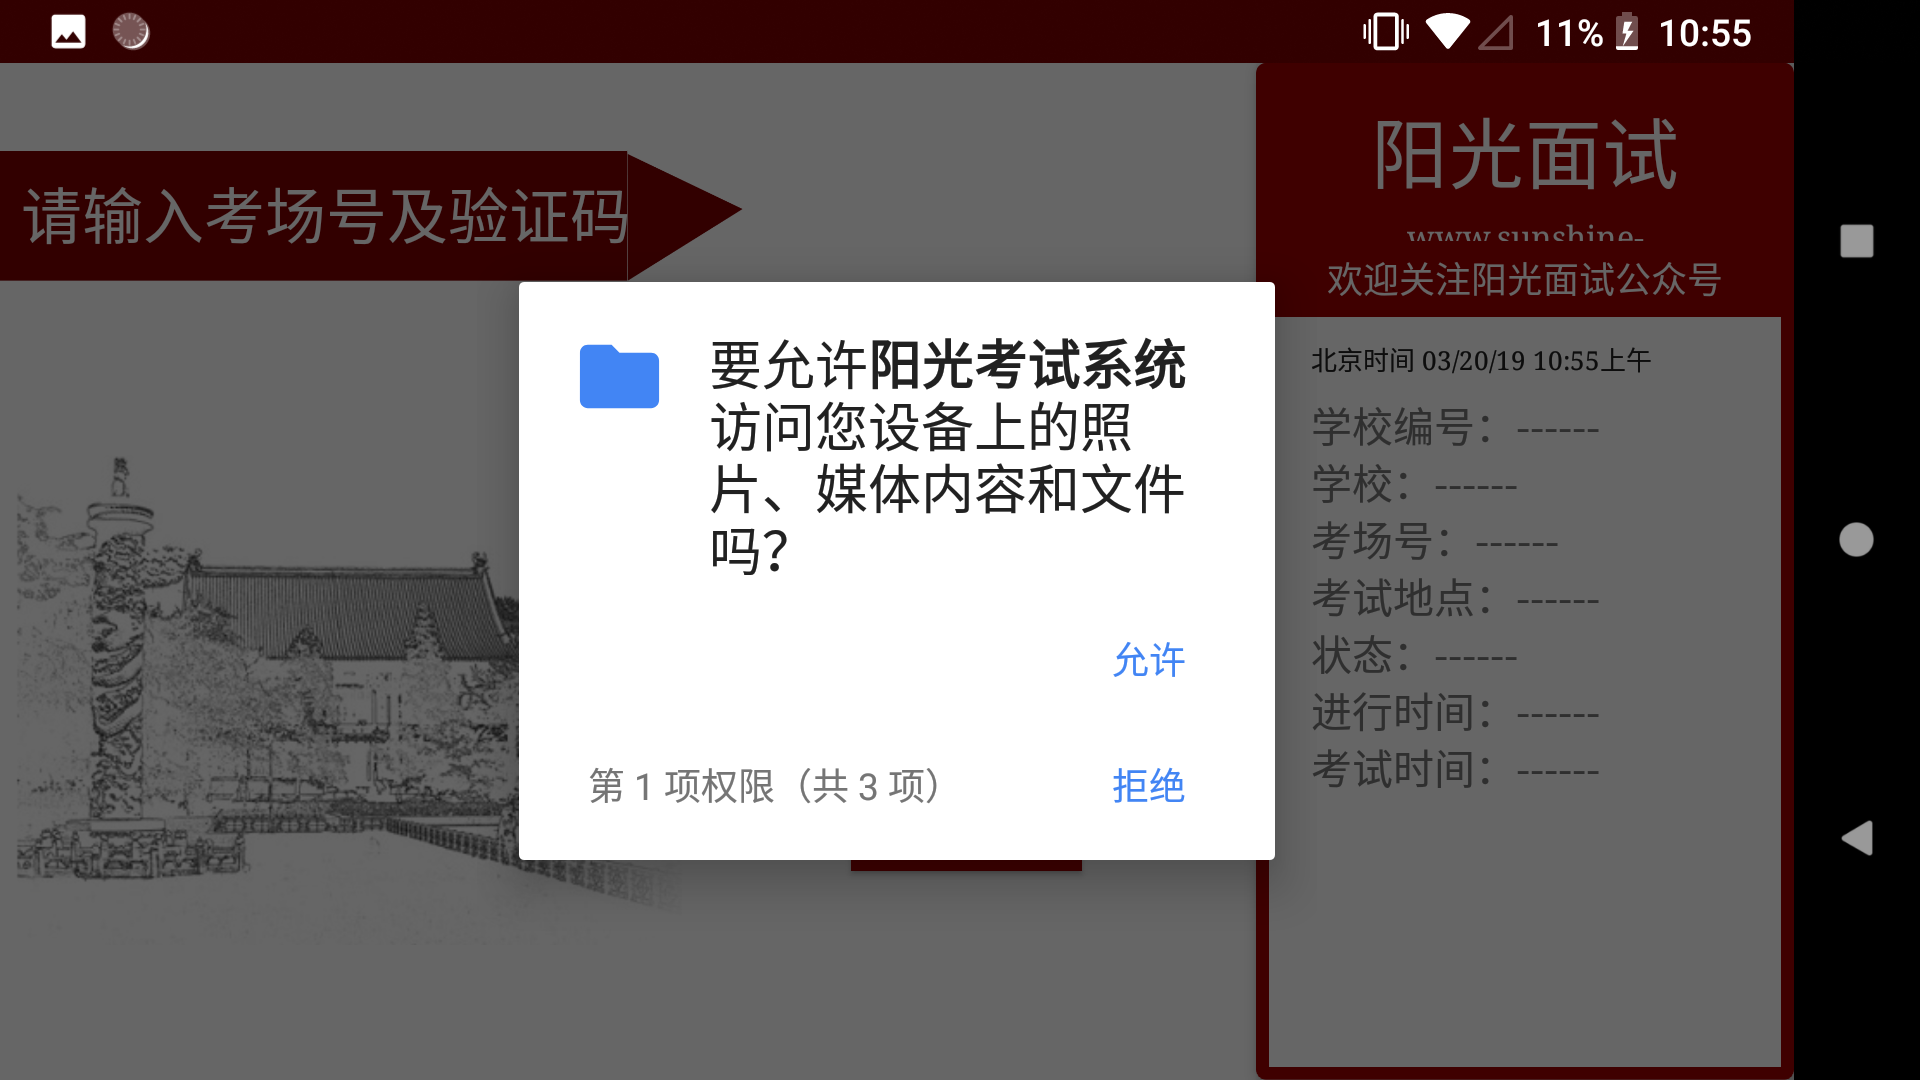 11% 10:55
请输入考场号及验证码
阳光面试
www.sunshine-
欢迎关注阳光面试公众号
北京时间 03/20/19 10:55上午
学校编号：------
学校：------
考场号：------
考试地点：------
状态：------
进行时间：------
考试时间：------
要允许阳光考试系统
访问您设备上的照
片、媒体内容和文件
吗？
允许
第 1 项权限（共 3 项）
拒绝